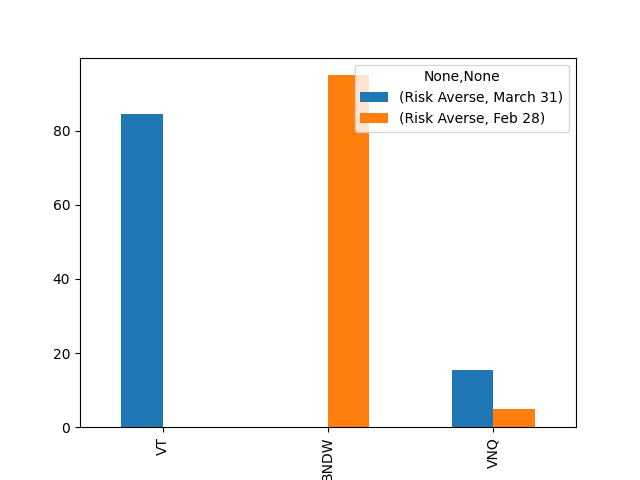 None,None
(Risk Averse, March 31)
(Risk Averse, Feb 28)
80
60
40
20
0
VT
BNDW
VNQ